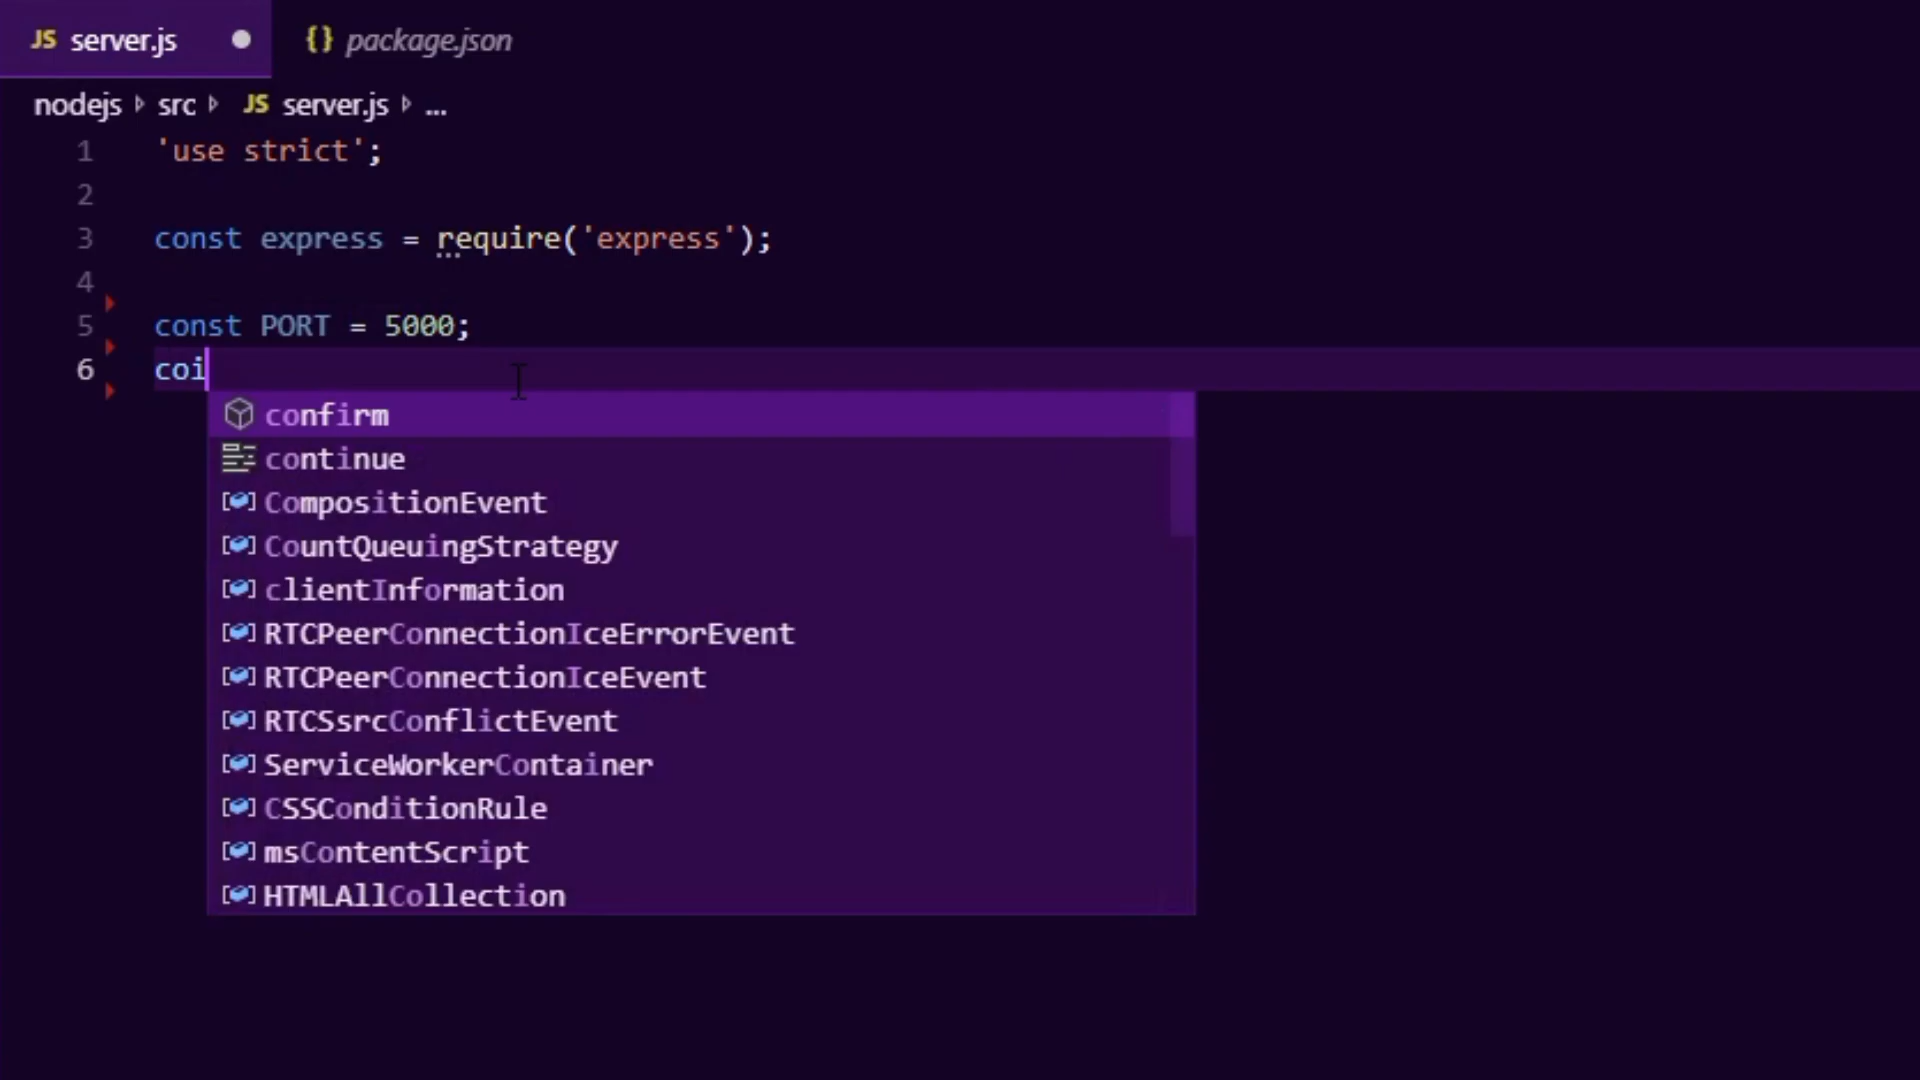 JS server.js ● {} package.json
nodejs src JS server.js ...
1 'use strict';
2
3 const express = require('express');
4
5 const PORT = 5000;
6 coi
confirm
continue
CompositionEvent
CountQueuingStrategy
clientInformation
RTCPeerConnectionIceErrorEvent
RTCPeerConnectionIceEvent
RTCSsrcConflictEvent
ServiceWorkerContainer
CSSConditionRule
msContentScript
HTMLAllCollection